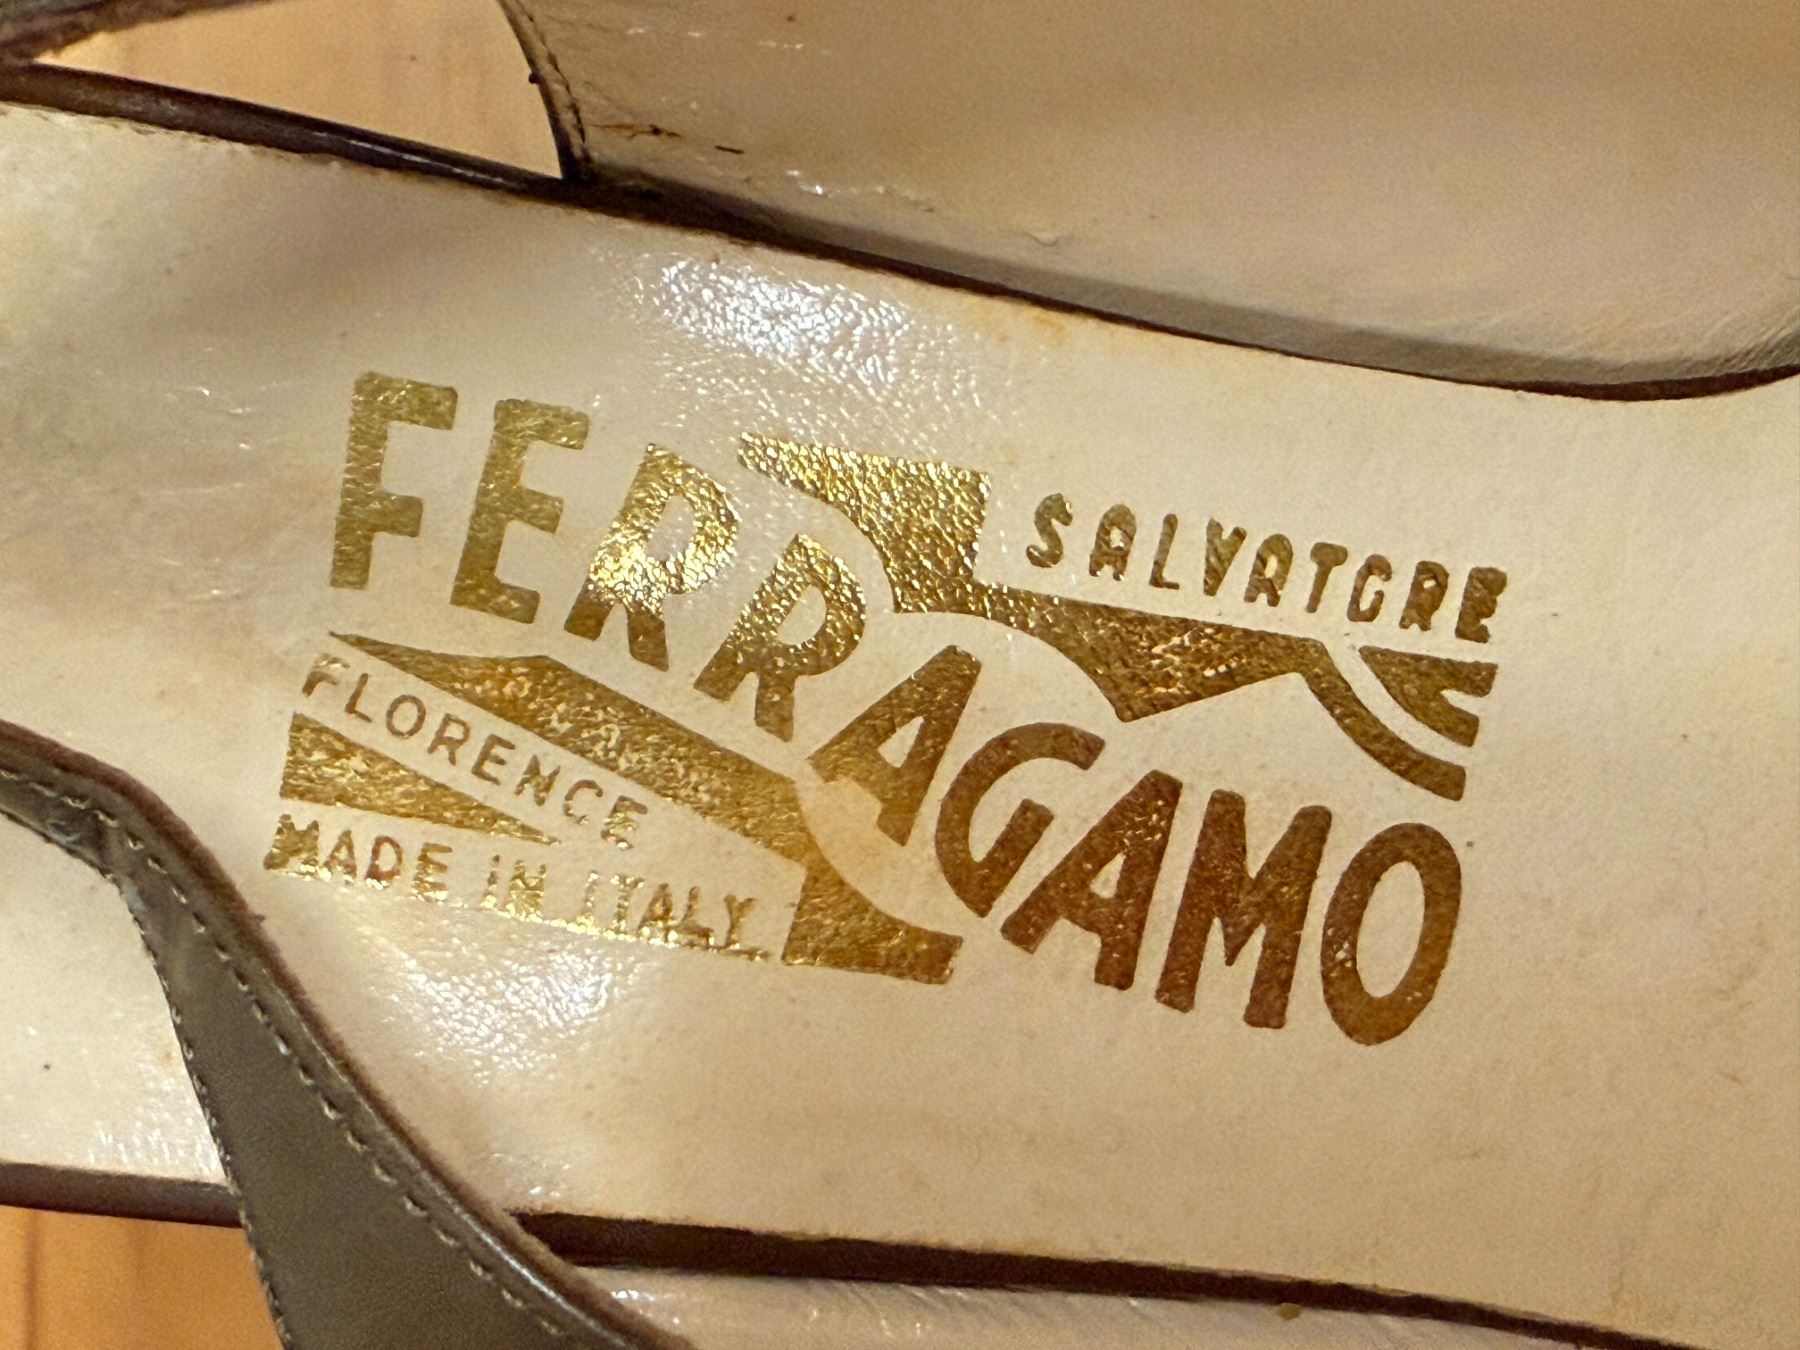 SALVATORE
FERRAGAMO
FLORENCE
MADE IN ITALY